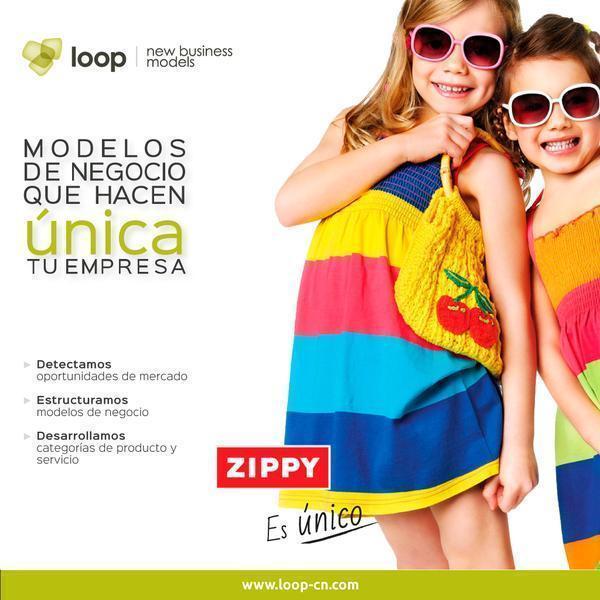 loop
new business
models
MODELOS
DE NEGOCIO
QUE HACEN
única
TU EMPRESA
Detectamos
oportunidades de mercado
Estructuramos
modelos de negocio
Desarrollamos
categorías de producto y
servicio
ZIPPY
Es único
www.loop-cn.com